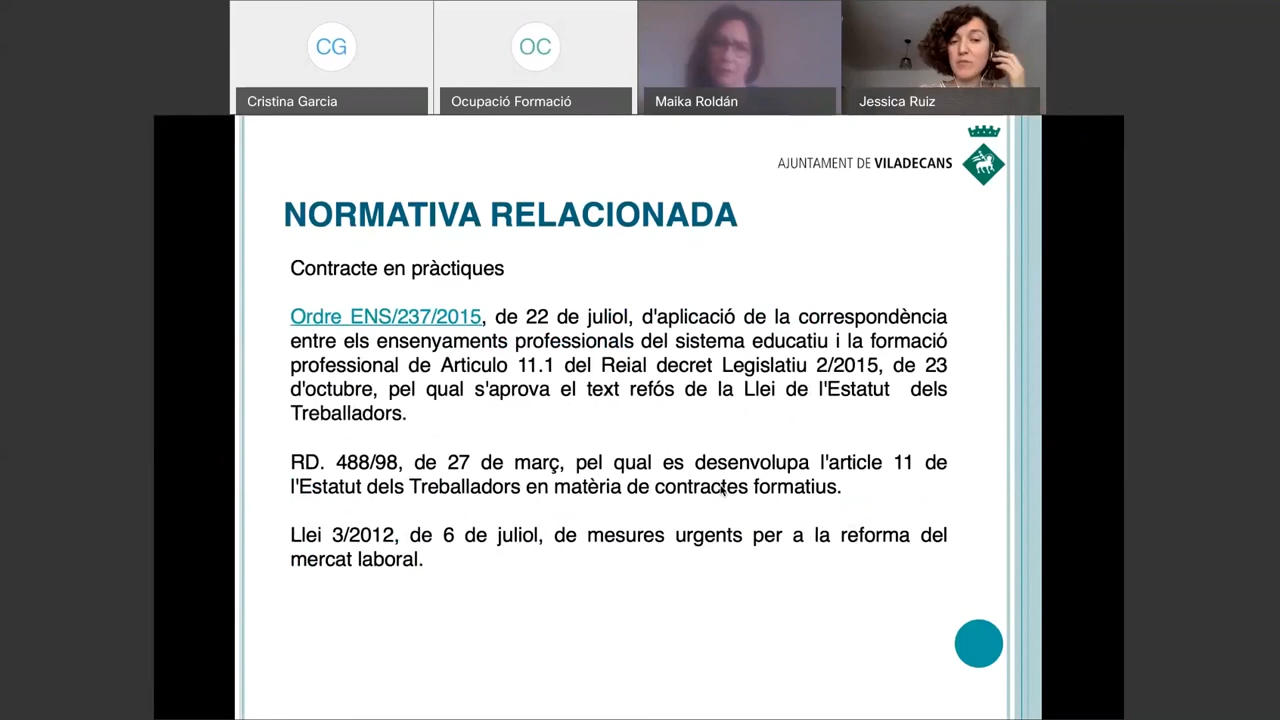 CG
OC
Cristina Garcia
Ocupació Formació
Maika Roldán
Jessica Ruiz
AJUNTAMENT DE VILADECANS
NORMATIVA RELACIONADA
Contracte en pràctiques
Ordre ENS/237/2015, de 22 de juliol, d'aplicació de la correspondència
entre els ensenyaments professionals del sistema educatiu i la formació
professional de Articulo 11.1 del Reial decret Legislatiu 2/2015, de 23
d'octubre, pel qual s'aprova el text refós de la Llei de l'Estatut dels
Treballadors.
RD. 488/98, de 27 de març, pel qual es desenvolupa l'article 11 de
l'Estatut dels Treballadors en matèria de contractes formatius.
Llei 3/2012, de 6 de juliol, de mesures urgents per a la reforma del
mercat laboral.